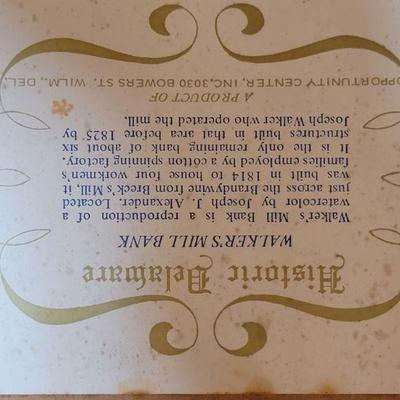 Historic Delaware
WALKER'S MILL BANK
Walker's Mill Bank is a reproduction of a
watercolor by Joseph J. Alexander. Located
just across the Brandywine from Breck's Mill, it
was built in 1814 to house four workmen's
families employed by a cotton spinning factory.
It is the only remaining bank of about six
structures built in that area before 1825 by
Joseph Walker who operated the mill.
A PRODUCT OF
OPPORTUNITY CENTER, INC,3030 BOWERS ST. WILM., DEL.